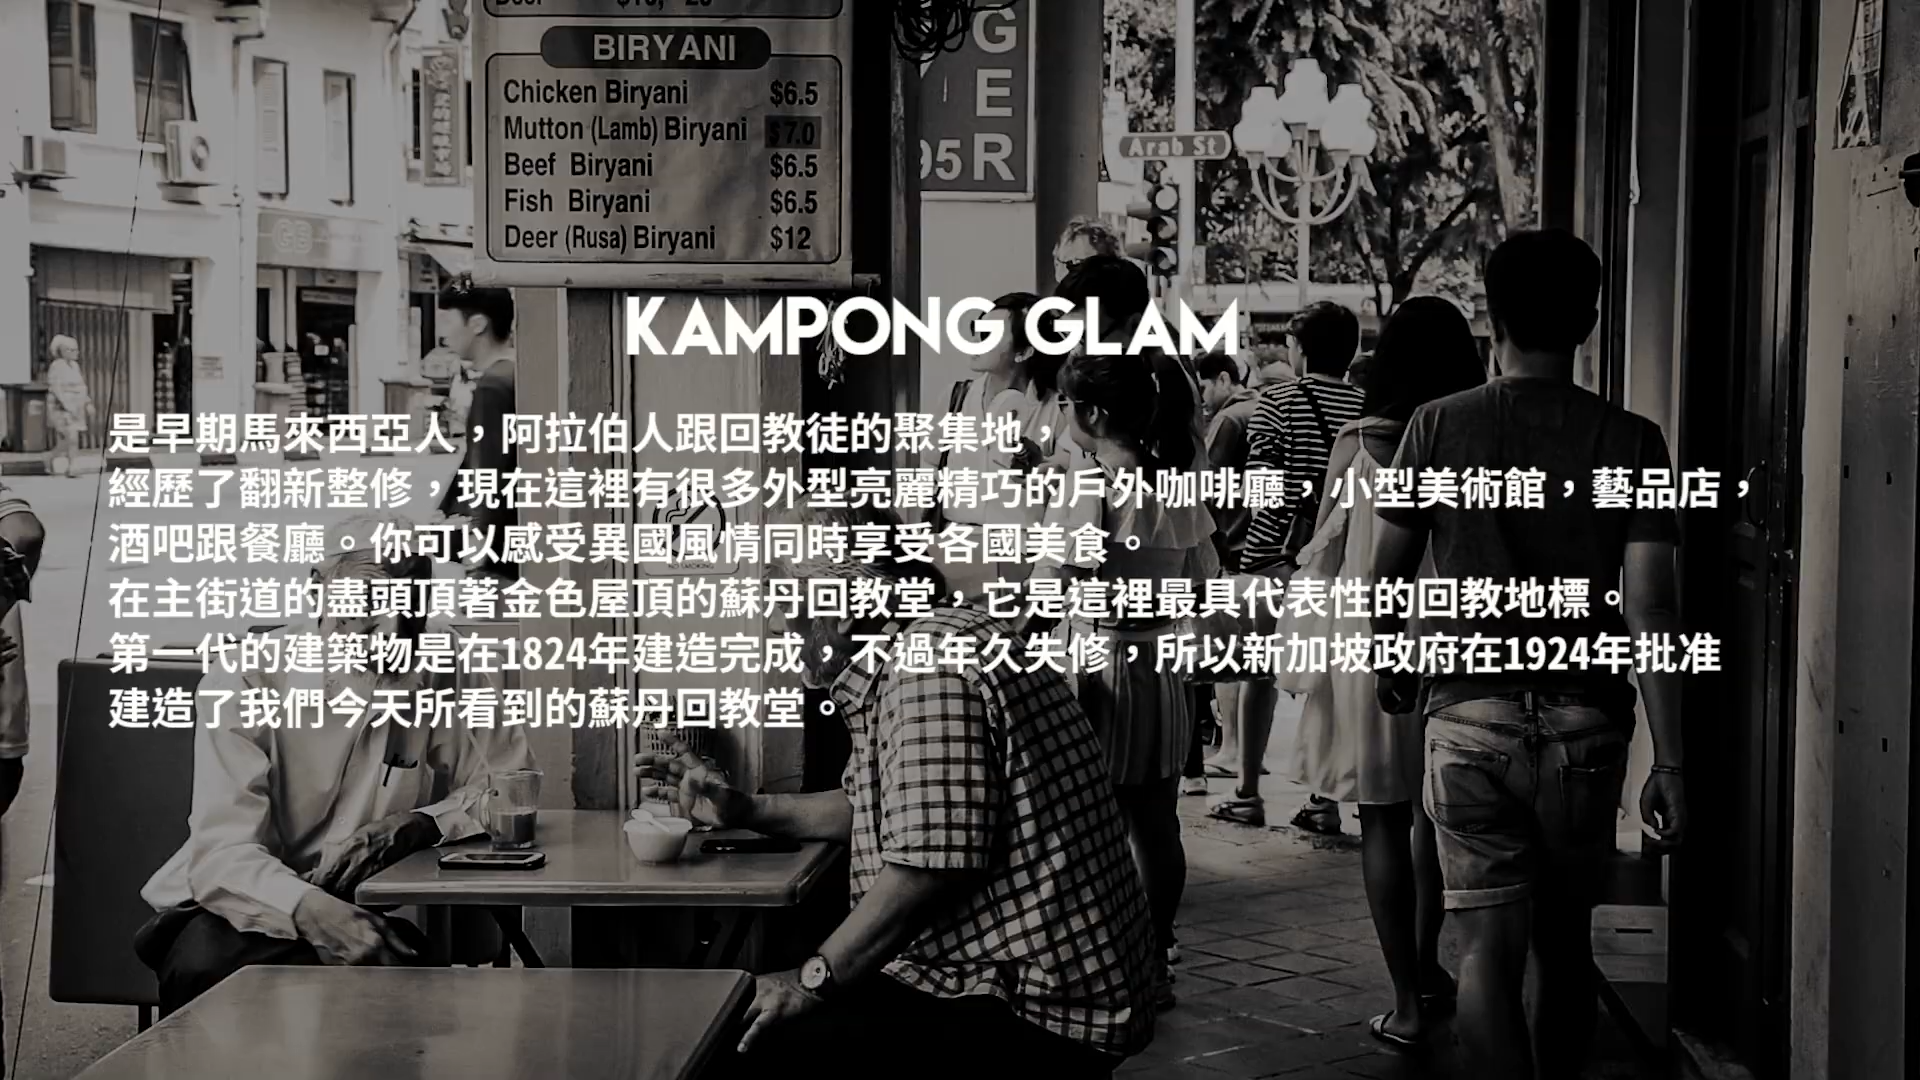 BIRYANI
Chicken Biryani $6.5
Mutton (Lamb) Biryani $7.0
Beef Biryani $6.5
Fish Biryani $6.5
Deer (Rusa) Biryani $12
GER
95
Arab St
KAMPONG GLAM
是早期馬來西亞人，阿拉伯人跟回教徒的聚集地，
經歷了翻新整修，現在這裡有很多外型亮麗精巧的戶外咖啡廳，小型美術館，藝品店，
酒吧跟餐廳。你可以感受異國風情同時享受各國美食。
在主街道的盡頭頂著金色屋頂的蘇丹回教堂，它是這裡最具代表性的回教地標。
第一代的建築物是在1824年建造完成，不過年久失修，所以新加坡政府在1924年批准
建造了我們今天所看到的蘇丹回教堂。
NO SMOKING